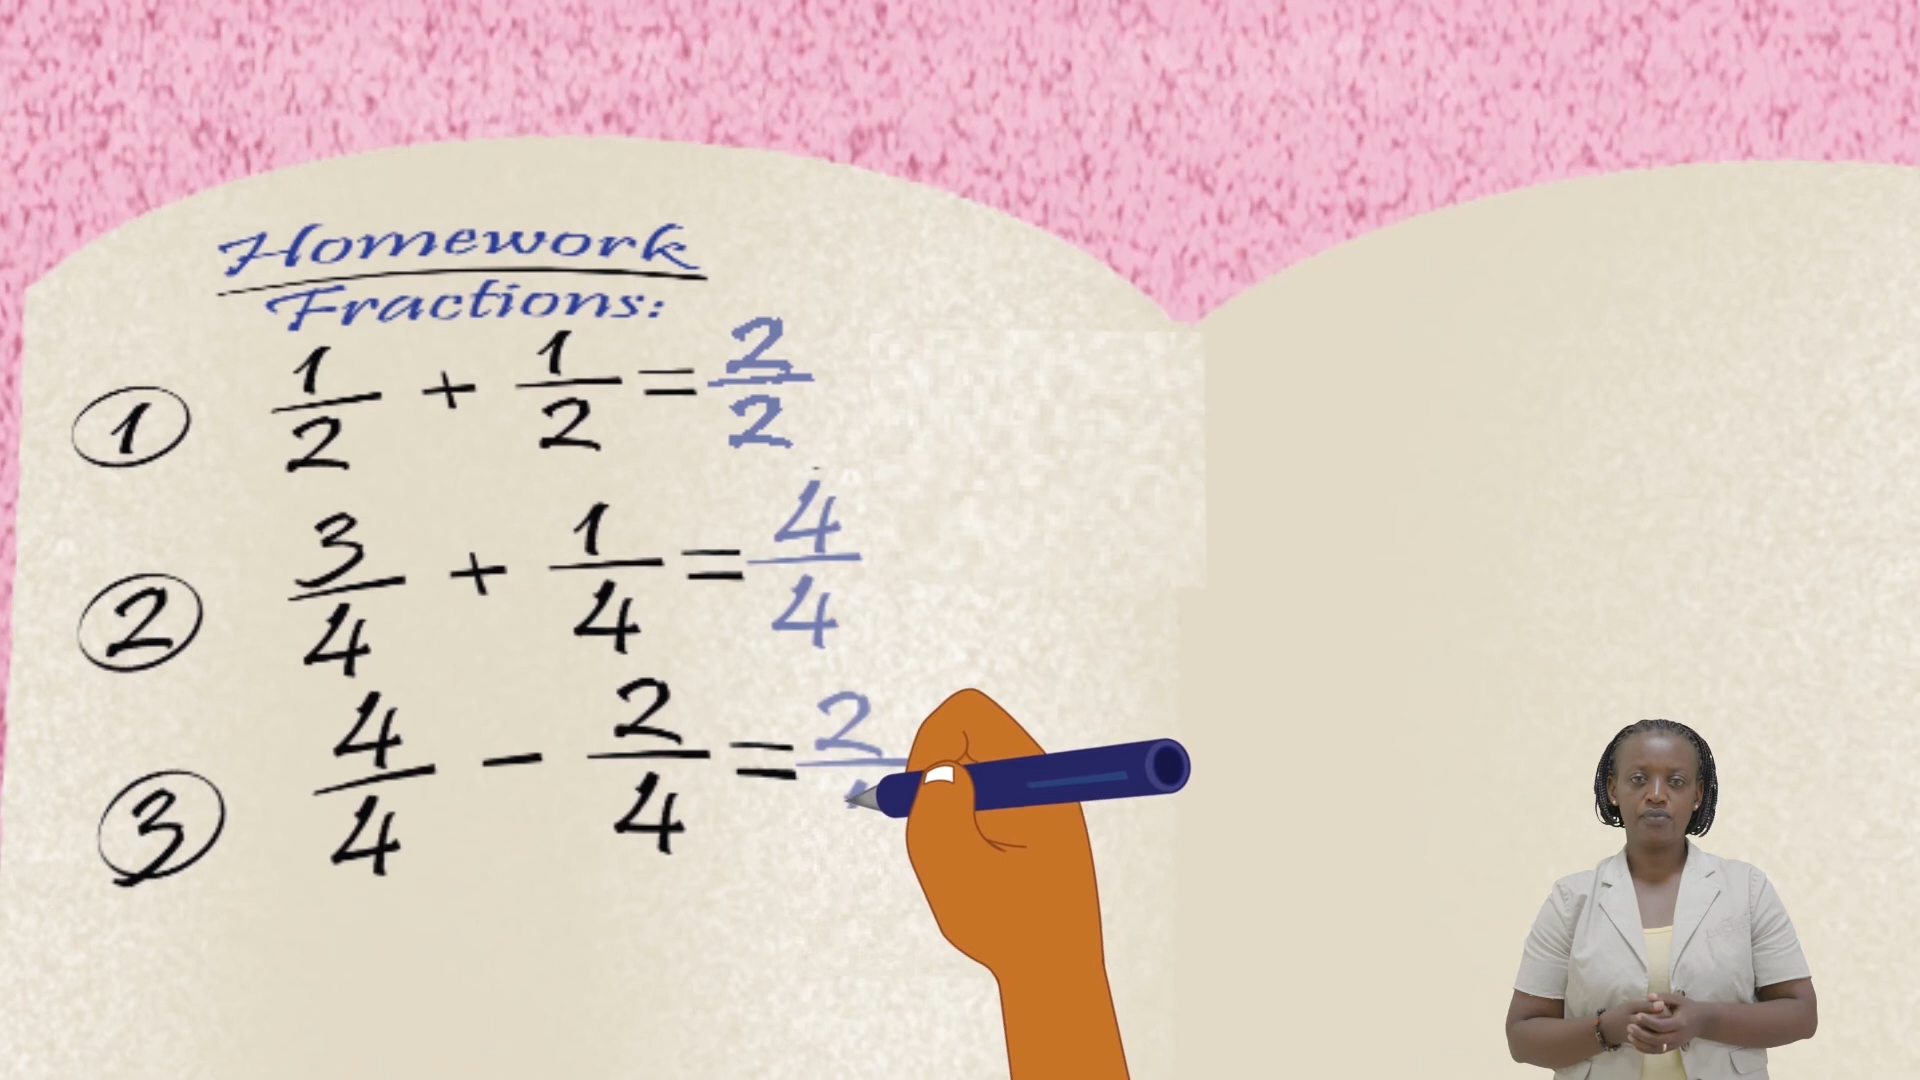 Homework
Fractions:
① 1/2 + 1/2 = 2/2
② 3/4 + 1/4 = 4/4
③ 4/4 - 2/4 = 2/